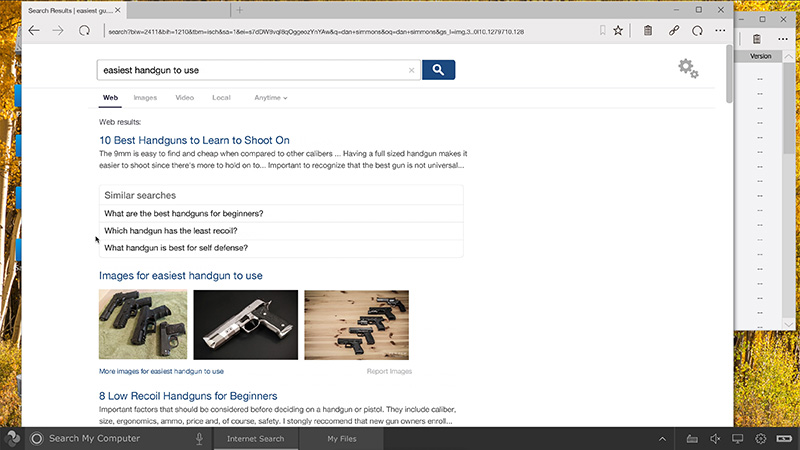 Search Results | easiest gu...
search?biw=2411&bih=1210&tbm=isch&sa=1&ei=s7dDW8vqI8qOggeozYnYAw&q=dan+simmons&oq=dan+simmons&gs_l=img.3..0l10.1279710.128
Version
easiest handgun to use
Web Images Video Local Anytime
Web results:
10 Best Handguns to Learn to Shoot On
The 9mm is easy to find and cheap when compared to other calibers ... Having a full sized handgun makes it
easier to shoot since there's more to hold on to... Important to recognize that the best gun is not universal...
Similar searches
What are the best handguns for beginners?
Which handgun has the least recoil?
What handgun is best for self defense?
Images for easiest handgun to use
More images for easiest handgun to use
Report Images
8 Low Recoil Handguns for Beginners
Important factors that should be considered before deciding on a handgun or pistol. They include caliber,
size, ergonomics, ammo, price and, of course, safety. I stongly reccomend that new gun owners enroll...
Search My Computer
Internet Search
My Files